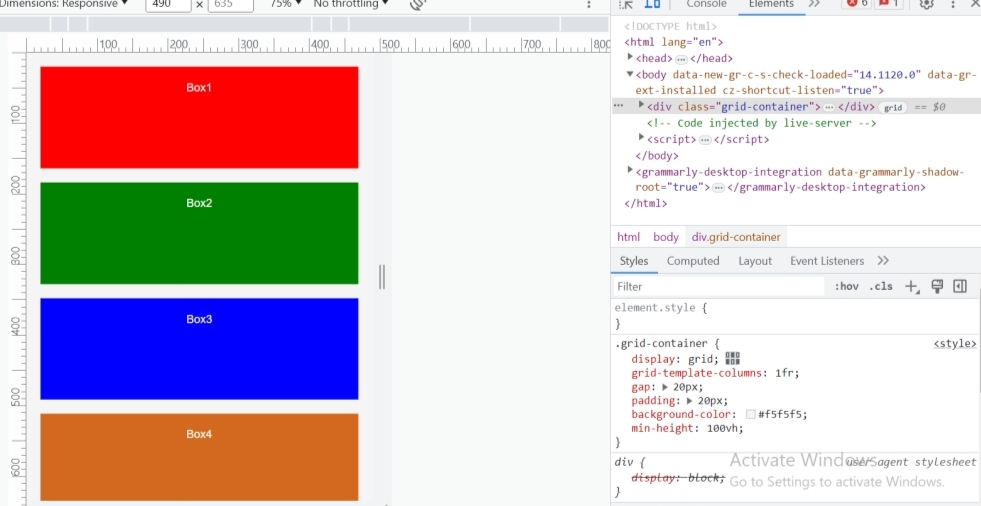 Dimensions: Responsive ▼ 490 × 635 75% ▼ No throttling ▼
Console Elements 6 1
100 200 300 400 500 600 700 800
100
200
300
400
500
600
Box1
Box2
Box3
Box4
<!DOCTYPE html>
<html lang="en">
<head> ⋯ </head>
<body data-new-gr-c-s-check-loaded="14.1120.0" data-gr-
ext-installed cz-shortcut-listen="true">
<div class="grid-container"> ⋯ </div> grid == $0
<!-- Code injected by live-server -->
<script> ⋯ </script>
</body>
<grammarly-desktop-integration data-grammarly-shadow-
root="true"> ⋯ </grammarly-desktop-integration>
</html>
html body div.grid-container
Styles Computed Layout Event Listeners
Filter :hov .cls
element.style {
}
.grid-container { <style>
display: grid;
grid-template-columns: 1fr;
gap: 20px;
padding: 20px;
background-color: #f5f5f5;
min-height: 100vh;
}
div { user agent stylesheet
display: block;
}
Activate Windows
Go to Settings to activate Windows.